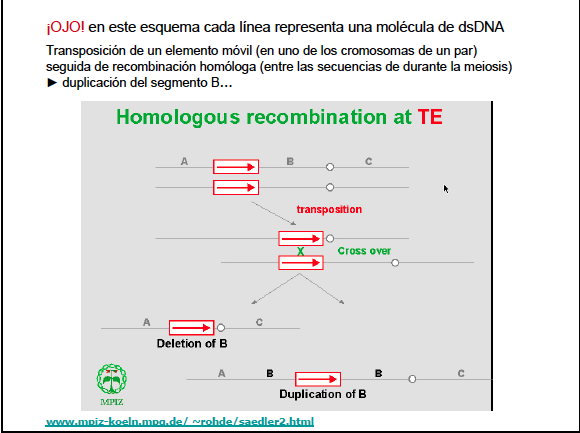 ¡OJO! en este esquema cada línea representa una molécula de dsDNA
Transposición de un elemento móvil (en uno de los cromosomas de un par)
seguida de recombinación homóloga (entre las secuencias de durante la meiosis)
► duplicación del segmento B…
Homologous recombination at TE
A B C
transposition
X Cross over
A C
Deletion of B
A B B C
Duplication of B
MPIZ
www.mpiz-koeln.mpg.de/ ~rohde/saedler2.html